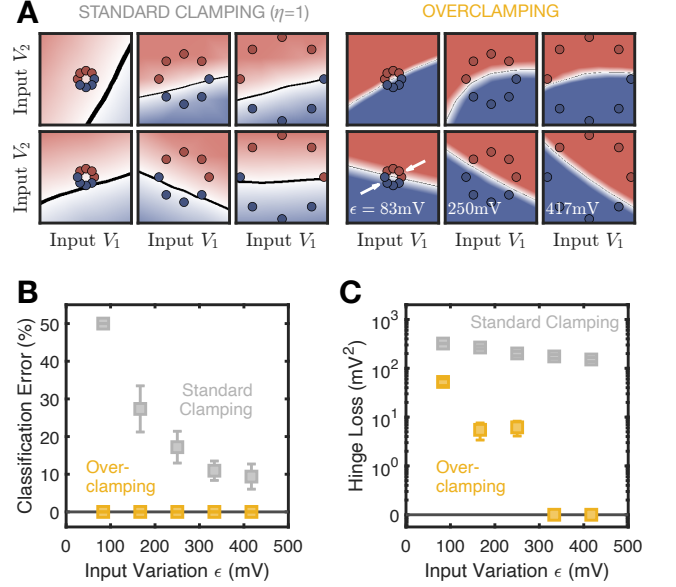 A
STANDARD CLAMPING (η=1)
OVERCLAMPING
Input V₂
Input V₂
ϵ = 83mV
250mV
417mV
Input V₁
Input V₁
Input V₁
Input V₁
Input V₁
Input V₁
B
Classification Error (%)
50
40
30
20
10
0
Standard
Clamping
Over-
clamping
0 100 200 300 400 500
Input Variation ϵ (mV)
C
Hinge Loss (mV²)
10³
10²
10¹
10⁰
0
Standard Clamping
Over-
clamping
0 100 200 300 400 500
Input Variation ϵ (mV)